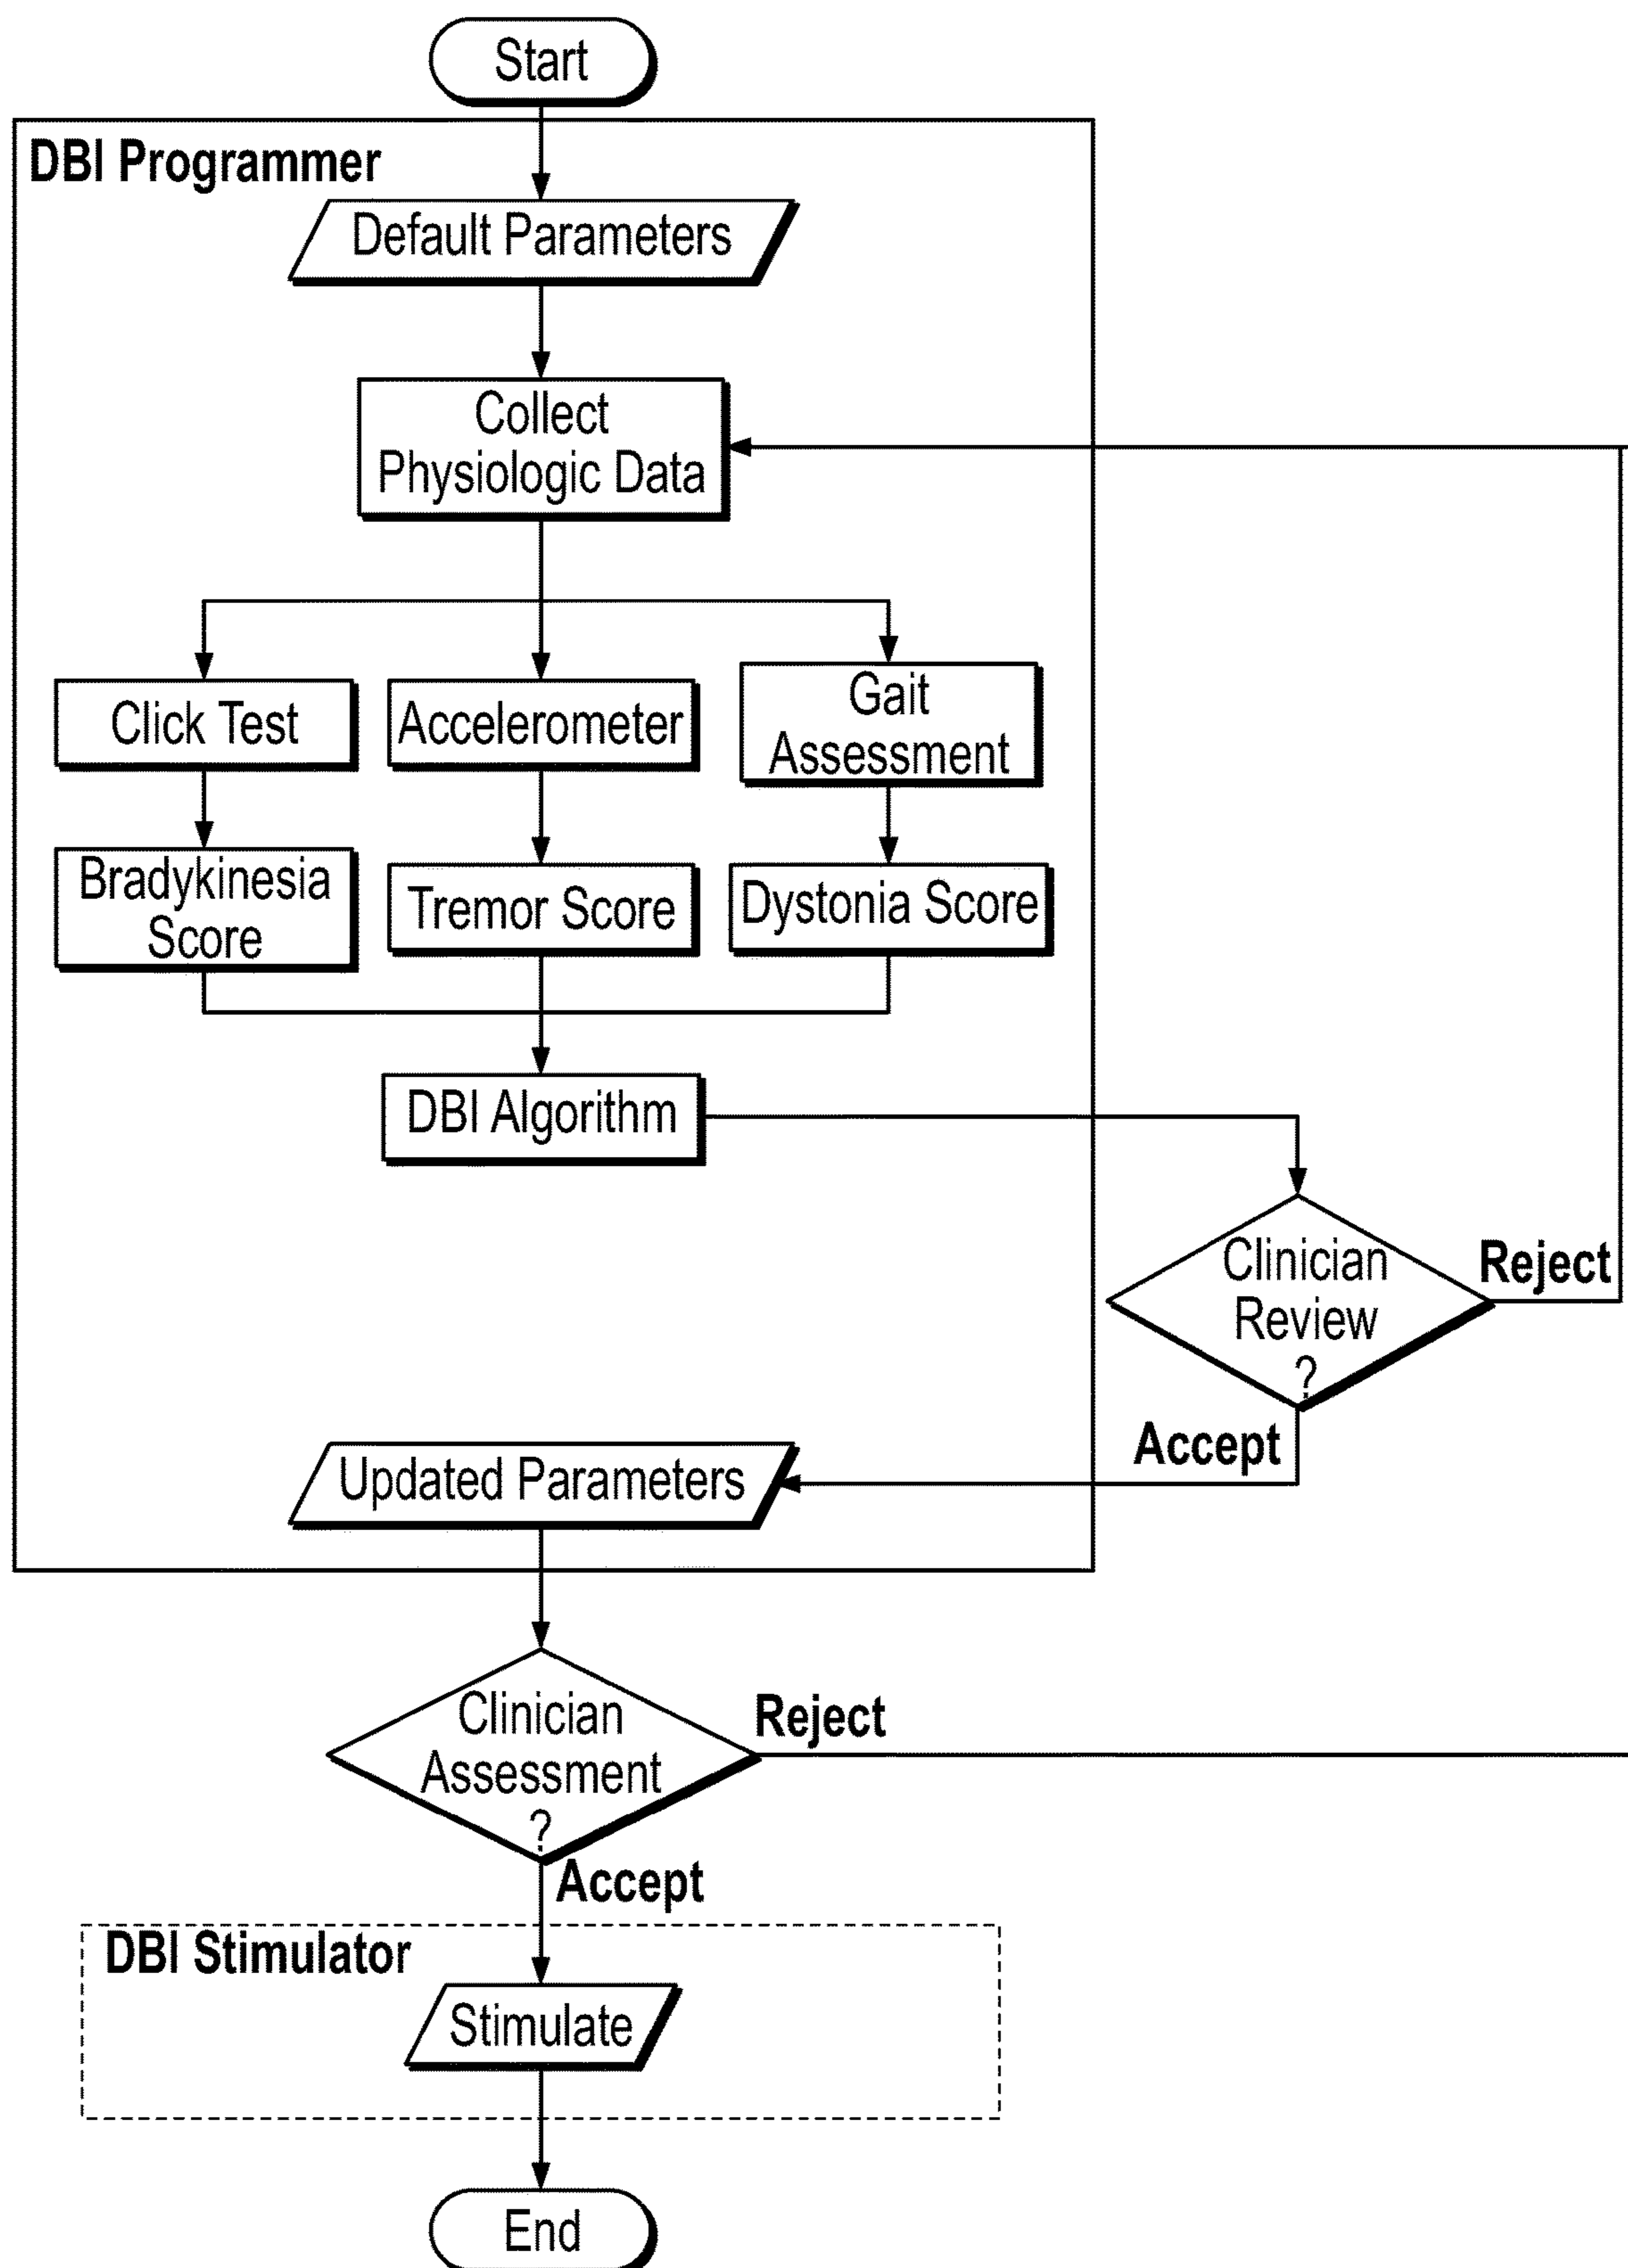 Start
DBI Programmer
Default Parameters
Collect
Physiologic Data
Click Test
Accelerometer
Gait
Assessment
Bradykinesia
Score
Tremor Score
Dystonia Score
DBI Algorithm
Clinician
Review
?
Reject
Accept
Updated Parameters
Clinician
Assessment
?
Reject
Accept
DBI Stimulator
Stimulate
End